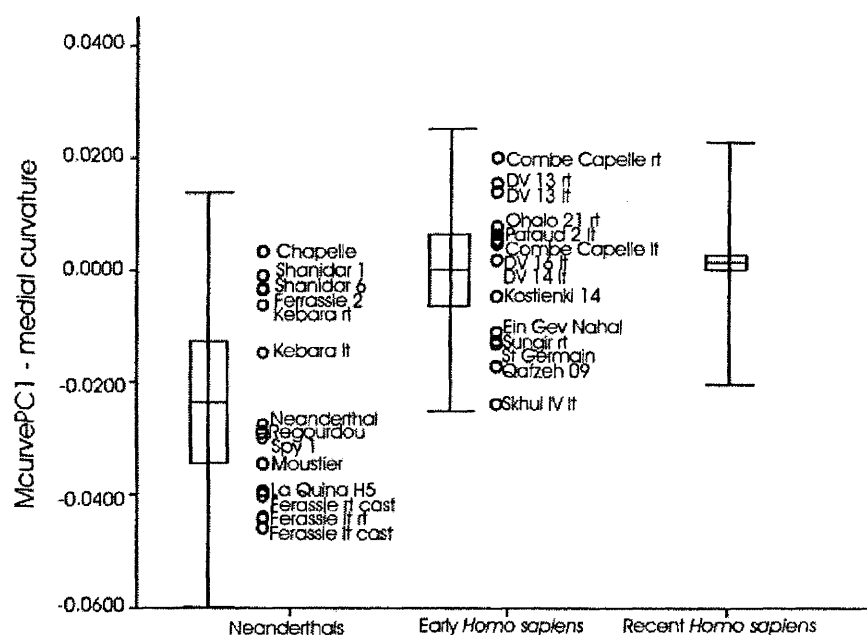 McurvePC1 - medial curvature
0.0400
0.0200
0.0000
-0.0200
-0.0400
-0.0600
Chapelle
Shanidar 1
Shanidar 6
Ferrassie 2
Kebara rt
Kebara lt
Neanderthal
Regourdou
Spy 1
Moustier
La Quina H5
Ferassie rt cast
Ferassie lt rt
Ferassie lt cast
Combe Capelle rt
DV 13 rt
DV 13 lt
Ohalo 21 rt
Pataud 2 lt
Combe Capelle lt
DV 16 lt
DV 14 lt
Kostienki 14
Ein Gev Nahal
Sungir rt
St Germain
Qafzeh 09
Skhul IV lt
Neanderthals
Early Homo sapiens
Recent Homo sapiens